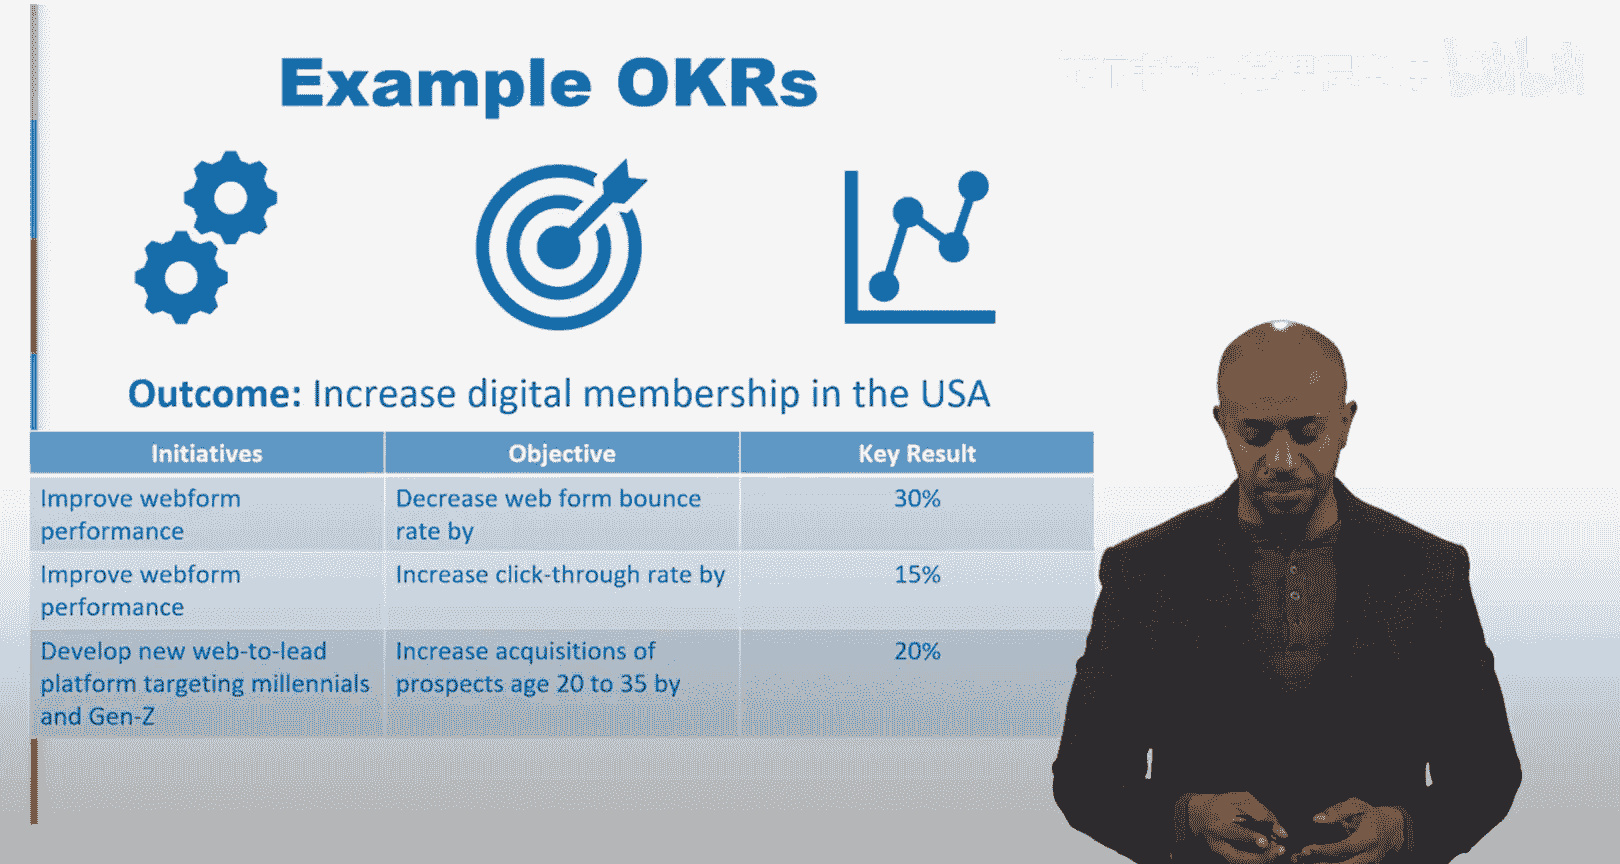 Example OKRs
Outcome: Increase digital membership in the USA
Initiatives
Objective
Key Result
Improve webform
performance
Decrease web form bounce
rate by
30%
Improve webform
performance
Increase click-through rate by
15%
Develop new web-to-lead
platform targeting millennials
and Gen-Z
Increase acquisitions of
prospects age 20 to 35 by
20%